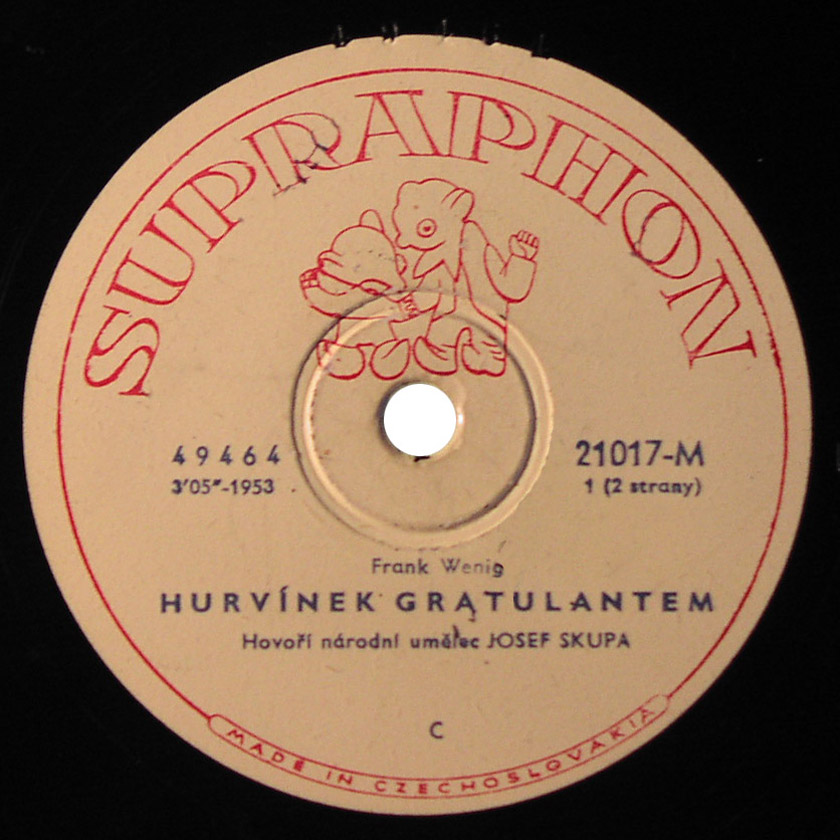 SUPRAPHON
49464
3'05"-1953
21017-M
1 (2 strany)
Frank Wenig
HURVÍNEK GRATULANTEM
Hovoří národní umělec JOSEF SKUPA
C
MADE IN CZECHOSLOVAKIA